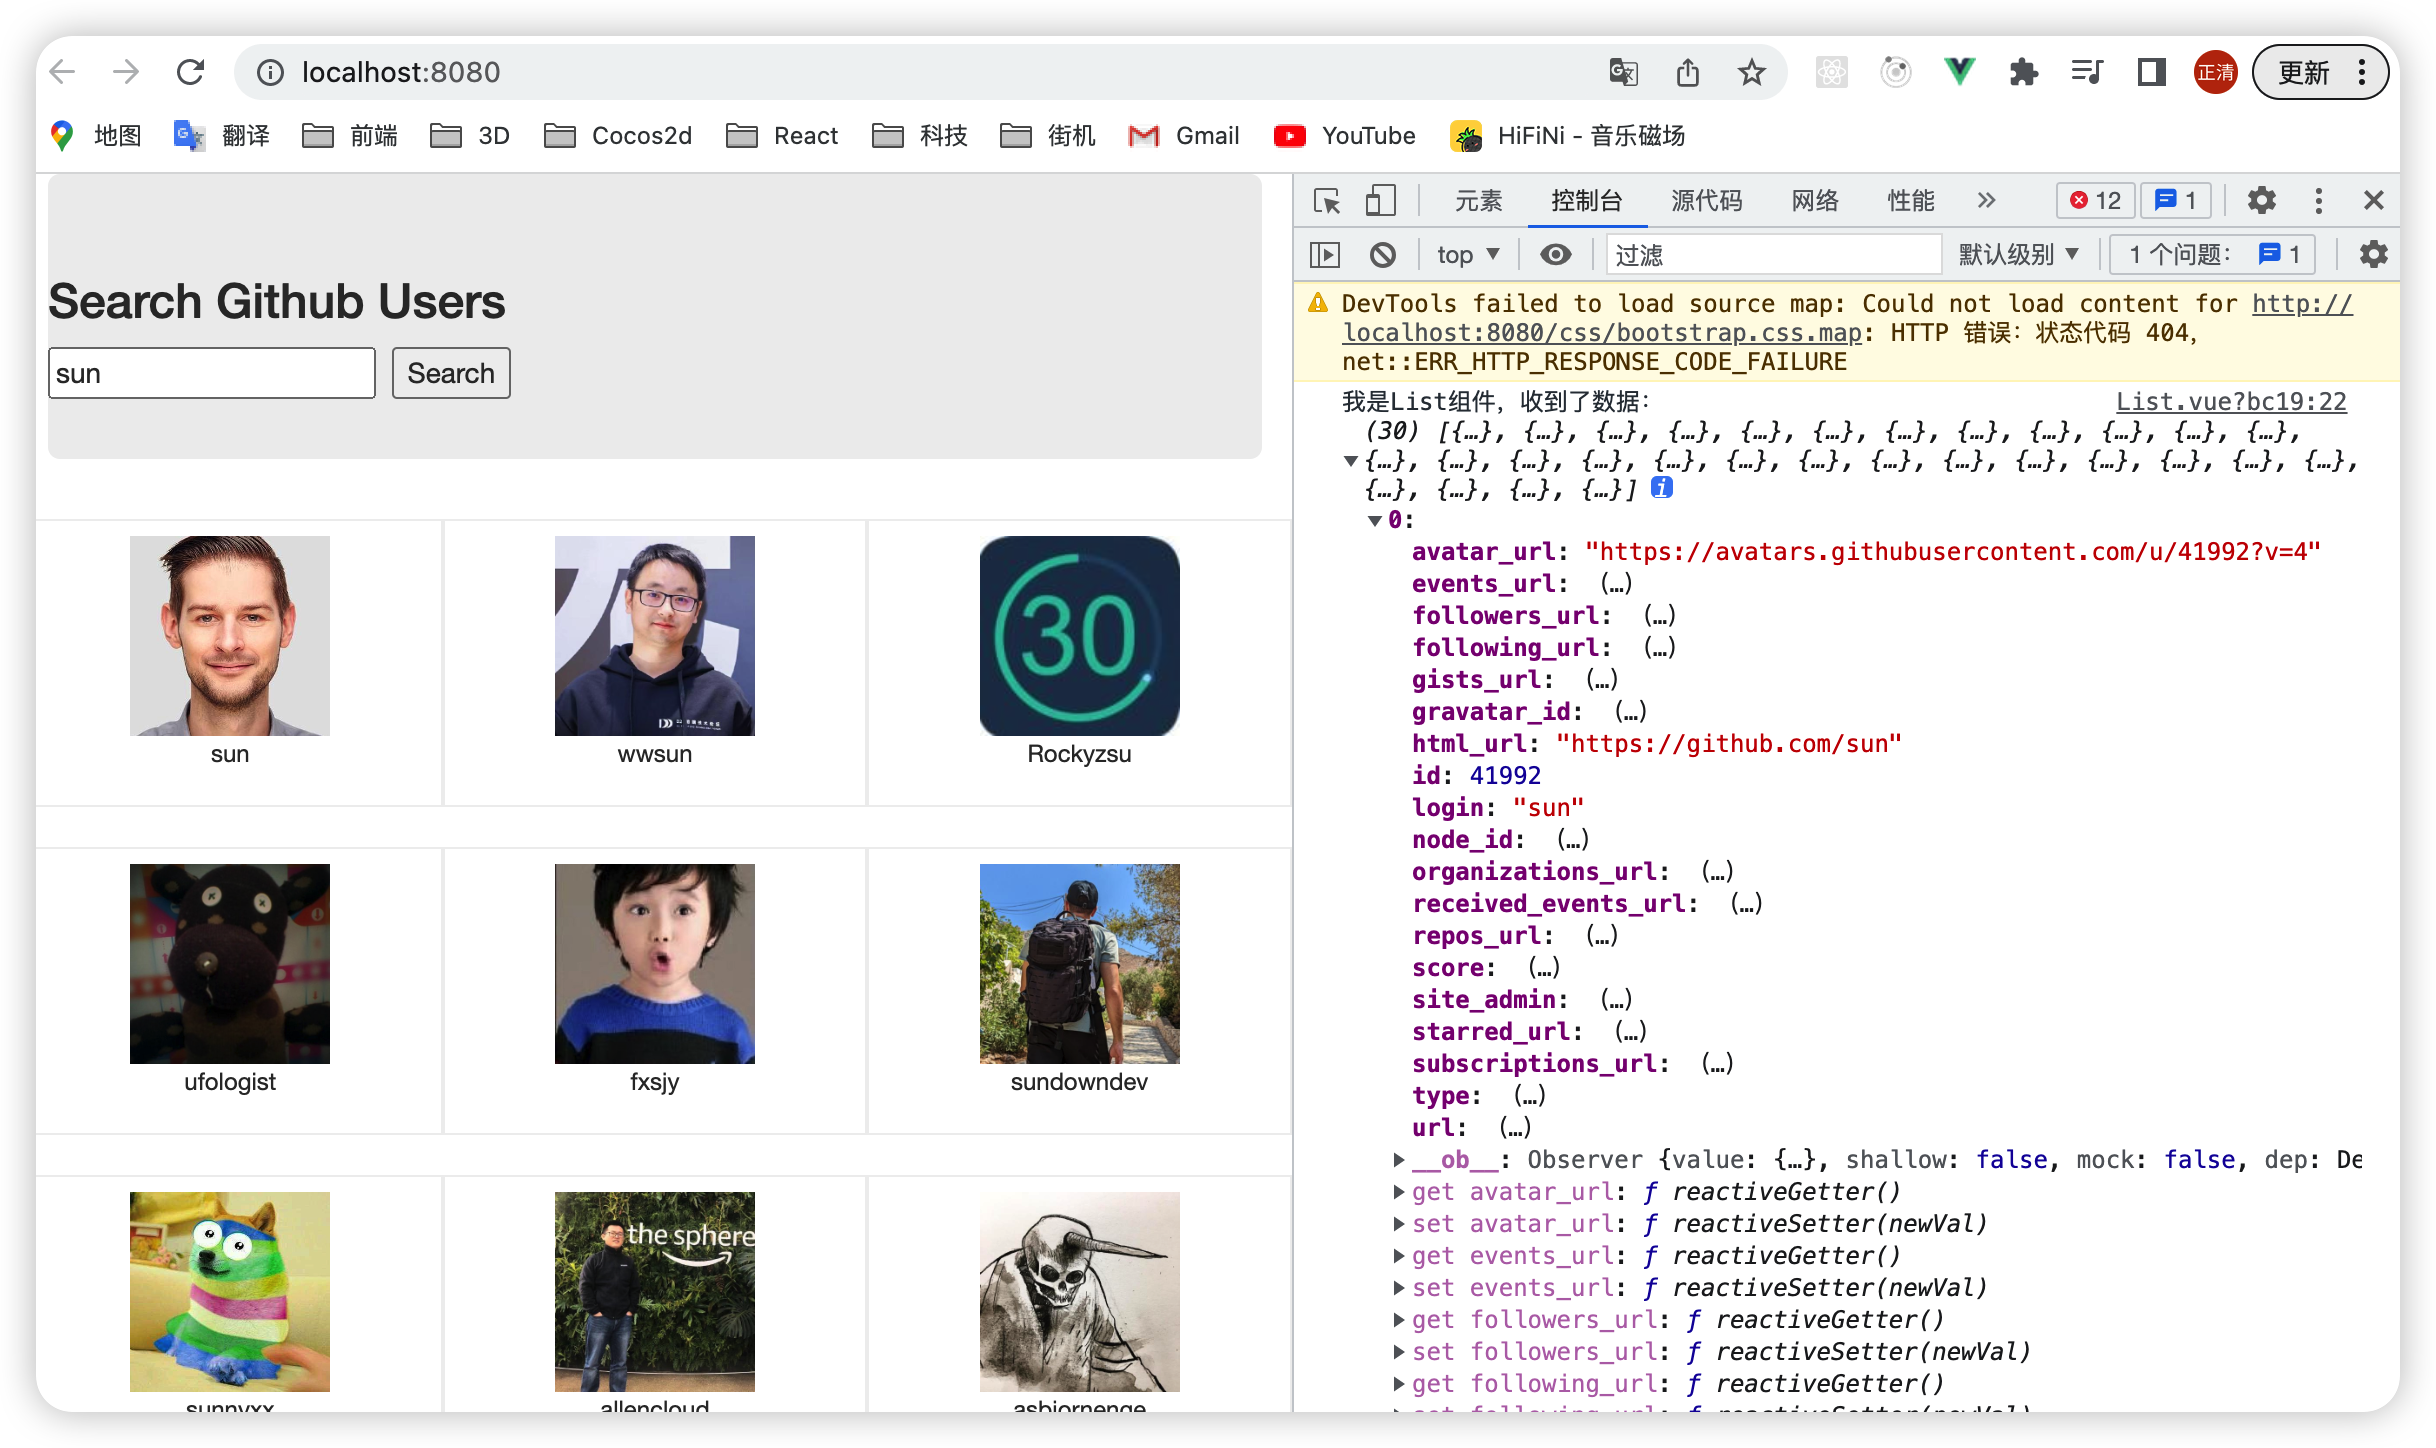 localhost:8080
正清
更新
地图
翻译
前端
3D
Cocos2d
React
科技
街机
Gmail
YouTube
HiFiNi - 音乐磁场
Search Github Users
sun
Search
30
sun
wwsun
Rockyzsu
ufologist
fxsjy
sundowndev
the sphere
sunnyxx
allencloud
asbjornenge
元素
控制台
源代码
网络
性能
12
1
top
过滤
默认级别
1 个问题:
1
DevTools failed to load source map: Could not load content for http://
localhost:8080/css/bootstrap.css.map: HTTP 错误: 状态代码 404,
net::ERR_HTTP_RESPONSE_CODE_FAILURE
我是List组件，收到了数据:
List.vue?bc19:22
(30) [{…}, {…}, {…}, {…}, {…}, {…}, {…}, {…}, {…}, {…}, {…}, {…},
{…}, {…}, {…}, {…}, {…}, {…}, {…}, {…}, {…}, {…}, {…}, {…}, {…}, {…},
{…}, {…}, {…}, {…}]
0:
avatar_url: "https://avatars.githubusercontent.com/u/41992?v=4"
events_url: (…)
followers_url: (…)
following_url: (…)
gists_url: (…)
gravatar_id: (…)
html_url: "https://github.com/sun"
id: 41992
login: "sun"
node_id: (…)
organizations_url: (…)
received_events_url: (…)
repos_url: (…)
score: (…)
site_admin: (…)
starred_url: (…)
subscriptions_url: (…)
type: (…)
url: (…)
__ob__: Observer {value: {…}, shallow: false, mock: false, dep: De
get avatar_url: ƒ reactiveGetter()
set avatar_url: ƒ reactiveSetter(newVal)
get events_url: ƒ reactiveGetter()
set events_url: ƒ reactiveSetter(newVal)
get followers_url: ƒ reactiveGetter()
set followers_url: ƒ reactiveSetter(newVal)
get following_url: ƒ reactiveGetter()
set following_url: ƒ reactiveSetter(newVal)